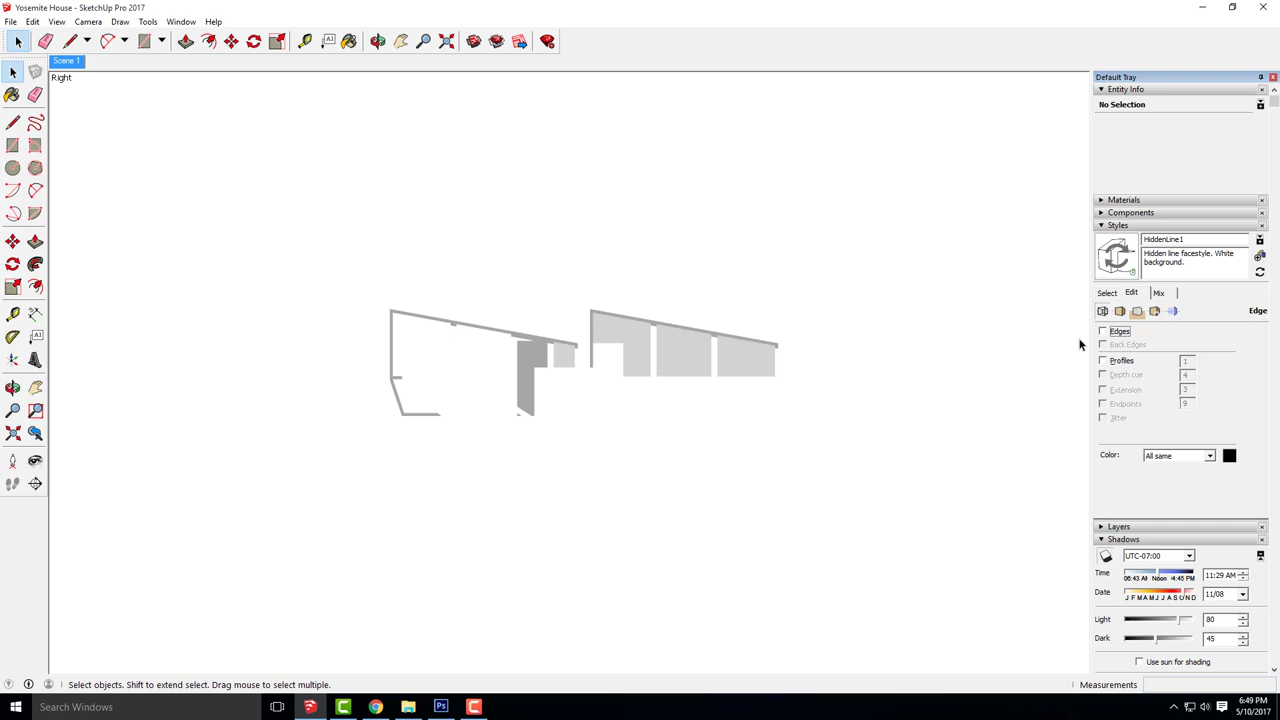 Yosemite House - SketchUp Pro 2017
File Edit View Camera Draw Tools Window Help
Scene 1
Right
Default Tray
Entity Info
No Selection
Materials
Components
Styles
HiddenLine1
Hidden line facestyle. White
background.
Select Edit Mix
Edge
Edges
Back Edges
Profiles 1
Depth cue 4
Extension 3
Endpoints 9
Jitter
Color: All same
Layers
Shadows
UTC-07:00
Time 11:29 AM
06:43 AM Noon 4:45 PM
Date 11/08
J F M A M J J A S O N D
Light 80
Dark 45
Use sun for shading
Select objects. Shift to extend select. Drag mouse to select multiple.
Measurements
Search Windows
6:49 PM
5/10/2017